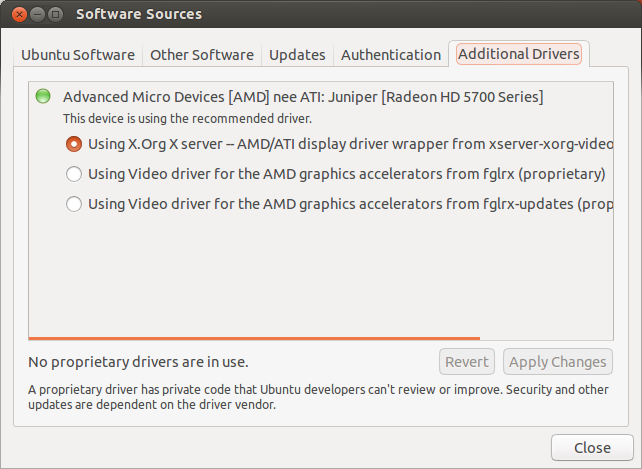 Software Sources
Ubuntu Software
Other Software
Updates
Authentication
Additional Drivers
Advanced Micro Devices [AMD] nee ATI: Juniper [Radeon HD 5700 Series]
This device is using the recommended driver.
Using X.Org X server -- AMD/ATI display driver wrapper from xserver-xorg-video
Using Video driver for the AMD graphics accelerators from fglrx (proprietary)
Using Video driver for the AMD graphics accelerators from fglrx-updates (prop
No proprietary drivers are in use.
Revert
Apply Changes
A proprietary driver has private code that Ubuntu developers can't review or improve. Security and other
updates are dependent on the driver vendor.
Close